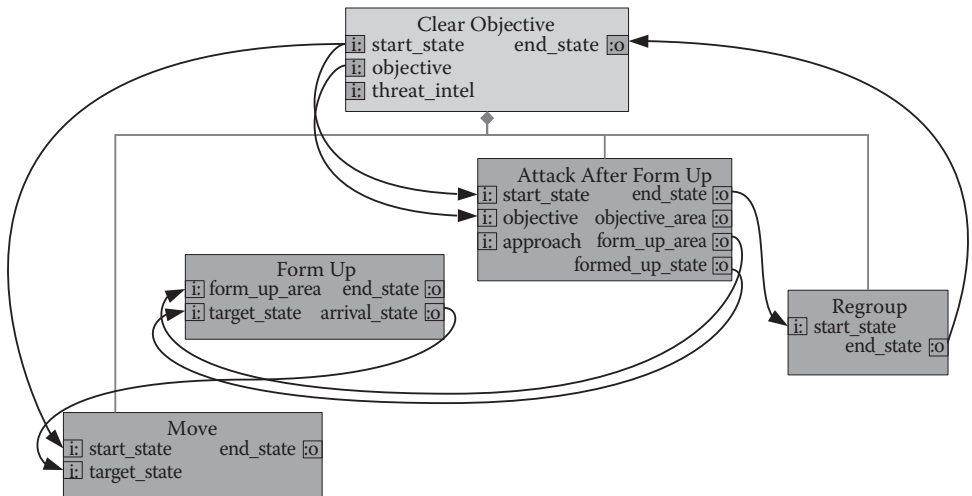 Clear Objective
i: start_state end_state :o
i: objective
i: threat_intel
Attack After Form Up
i: start_state end_state :o
i: objective objective_area :o
i: approach form_up_area :o
formed_up_state :o
Form Up
i: form_up_area end_state :o
i: target_state arrival_state :o
Regroup
i: start_state
end_state :o
Move
i: start_state end_state :o
i: target_state